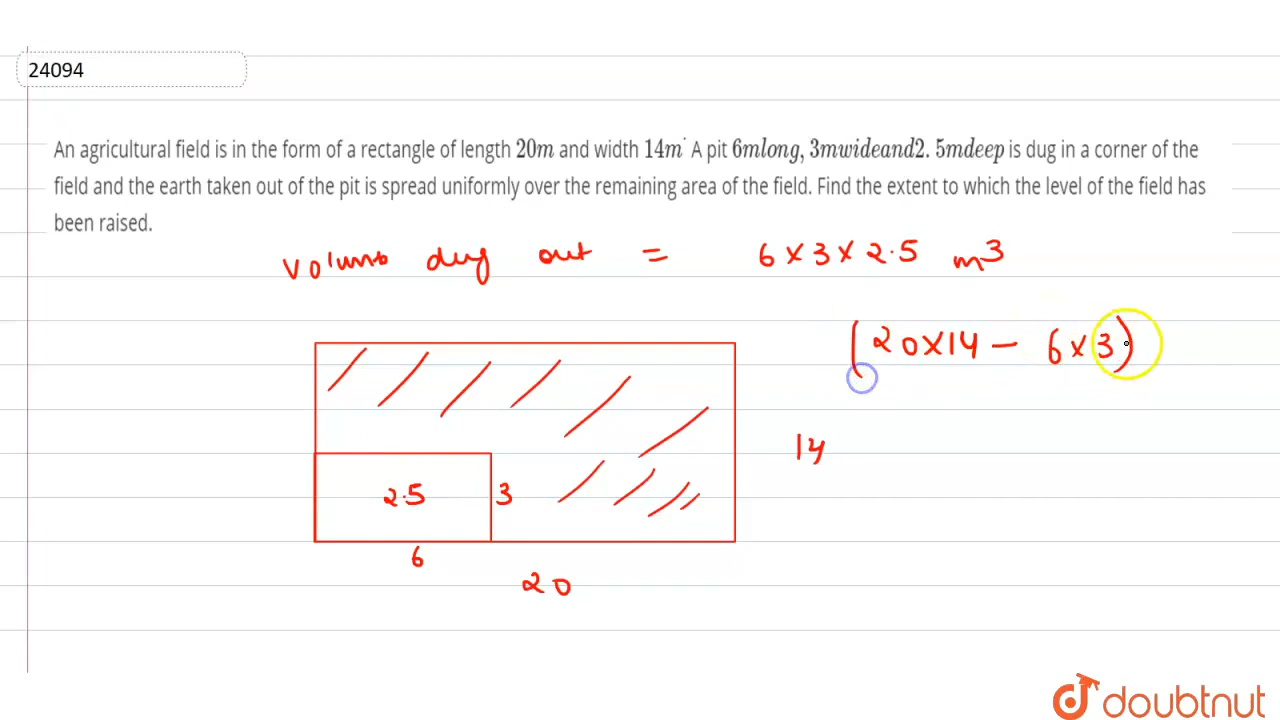 24094
An agricultural field is in the form of a rectangle of length 20m and width 14m˙ A pit 6mlong, 3mwideand2. 5mdeep is dug in a corner of the
field and the earth taken out of the pit is spread uniformly over the remaining area of the field. Find the extent to which the level of the field has
been raised.
Volume dug out = 6 × 3 × 2.5 m3
(20×14 - 6×3)
14
2.5 3
6
20
doubtnut